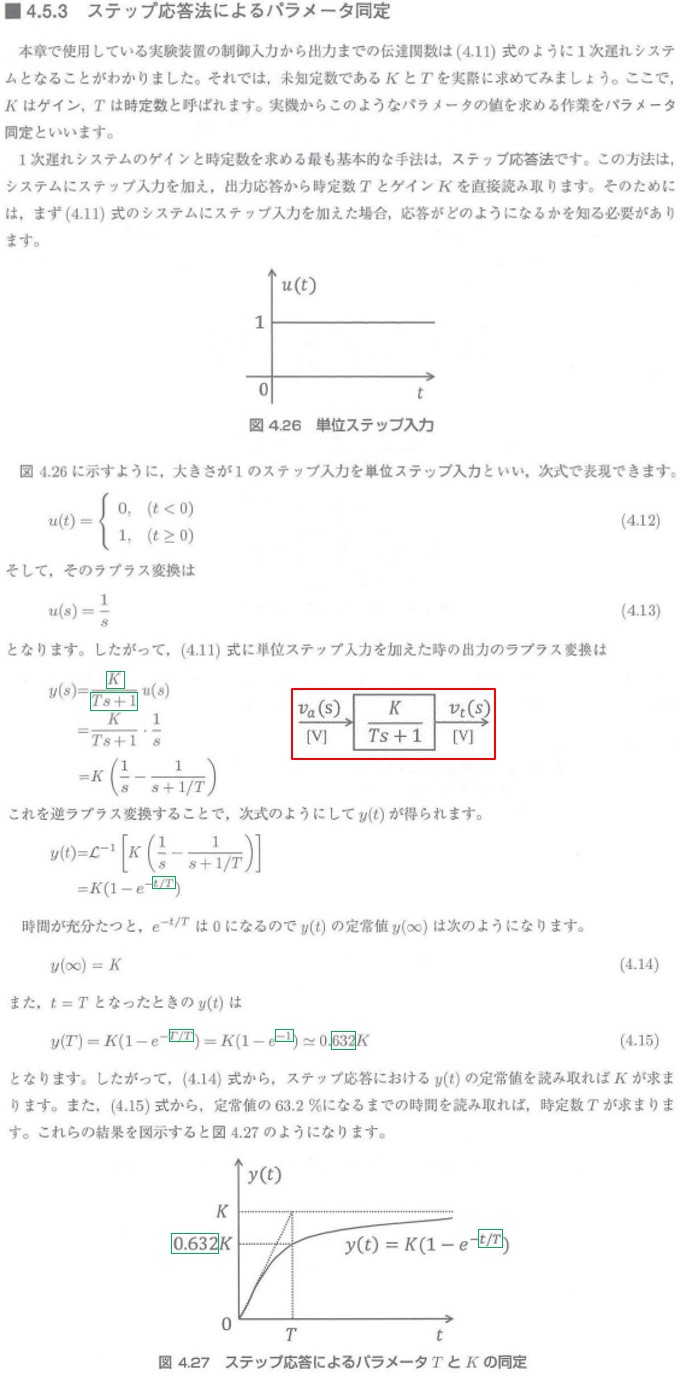 ■ 4.5.3 ステップ応答法によるパラメータ同定
本章で使用している実験装置の制御入力から出力までの伝達関数は (4.11) 式のように 1 次遅れシステ
ムとなることがわかりました。それでは，未知定数である K と T を実際に求めてみましょう。ここで，
K はゲイン，T は時定数と呼ばれます。実機からこのようなパラメータの値を求める作業をパラメータ
同定といいます。
1 次遅れシステムのゲインと時定数を求める最も基本的な手法は，ステップ応答法です。この方法は，
システムにステップ入力を加え，出力応答から時定数 T とゲイン K を直接読み取ります。そのために
は，まず (4.11) 式のシステムにステップ入力を加えた場合，応答がどのようになるかを知る必要があり
ます。
u(t)
1
0
t
図 4.26 単位ステップ入力
図 4.26 に示すように，大きさが 1 のステップ入力を単位ステップ入力といい，次式で表現できます。
u(t) = { 0, (t < 0)
1, (t ≥ 0)
(4.12)
そして，そのラプラス変換は
u(s) = 1/s (4.13)
となります。したがって，(4.11) 式に単位ステップ入力を加えた時の出力のラプラス変換は
y(s)= K/(Ts+1) u(s)
= K/(Ts+1) · 1/s
=K (1/s − 1/(s+1/T))
v_a(s)
[V]
K/(Ts + 1)
v_t(s)
[V]
これを逆ラプラス変換することで，次式のようにして y(t) が得られます。
y(t)=ℒ⁻¹ [K (1/s − 1/(s+1/T))]
=K(1−e^{−t/T})
時間が充分たつと，e^{−t/T} は 0 になるので y(t) の定常値 y(∞) は次のようになります。
y(∞) = K (4.14)
また，t = T となったときの y(t) は
y(T) = K(1−e^{−T/T}) = K(1−e^{−1}) ≃ 0.632K (4.15)
となります。したがって，(4.14) 式から，ステップ応答における y(t) の定常値を読み取れば K が求ま
ります。また，(4.15) 式から，定常値の 63.2 %になるまでの時間を読み取れば，時定数 T が求まりま
す。これらの結果を図示すると図 4.27 のようになります。
y(t)
K
0.632K
y(t) = K(1 − e^{−t/T})
0
T
t
図 4.27 ステップ応答によるパラメータ T と K の同定